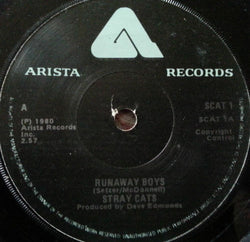 ARISTA RECORDS
A
(P) 1980
Arista Records
Inc.
2.57
SCAT 1
SCAT 1A
Copyright
Control
RUNAWAY BOYS
(Setzer/McDonnell)
STRAY CATS
Produced by Dave Edmunds